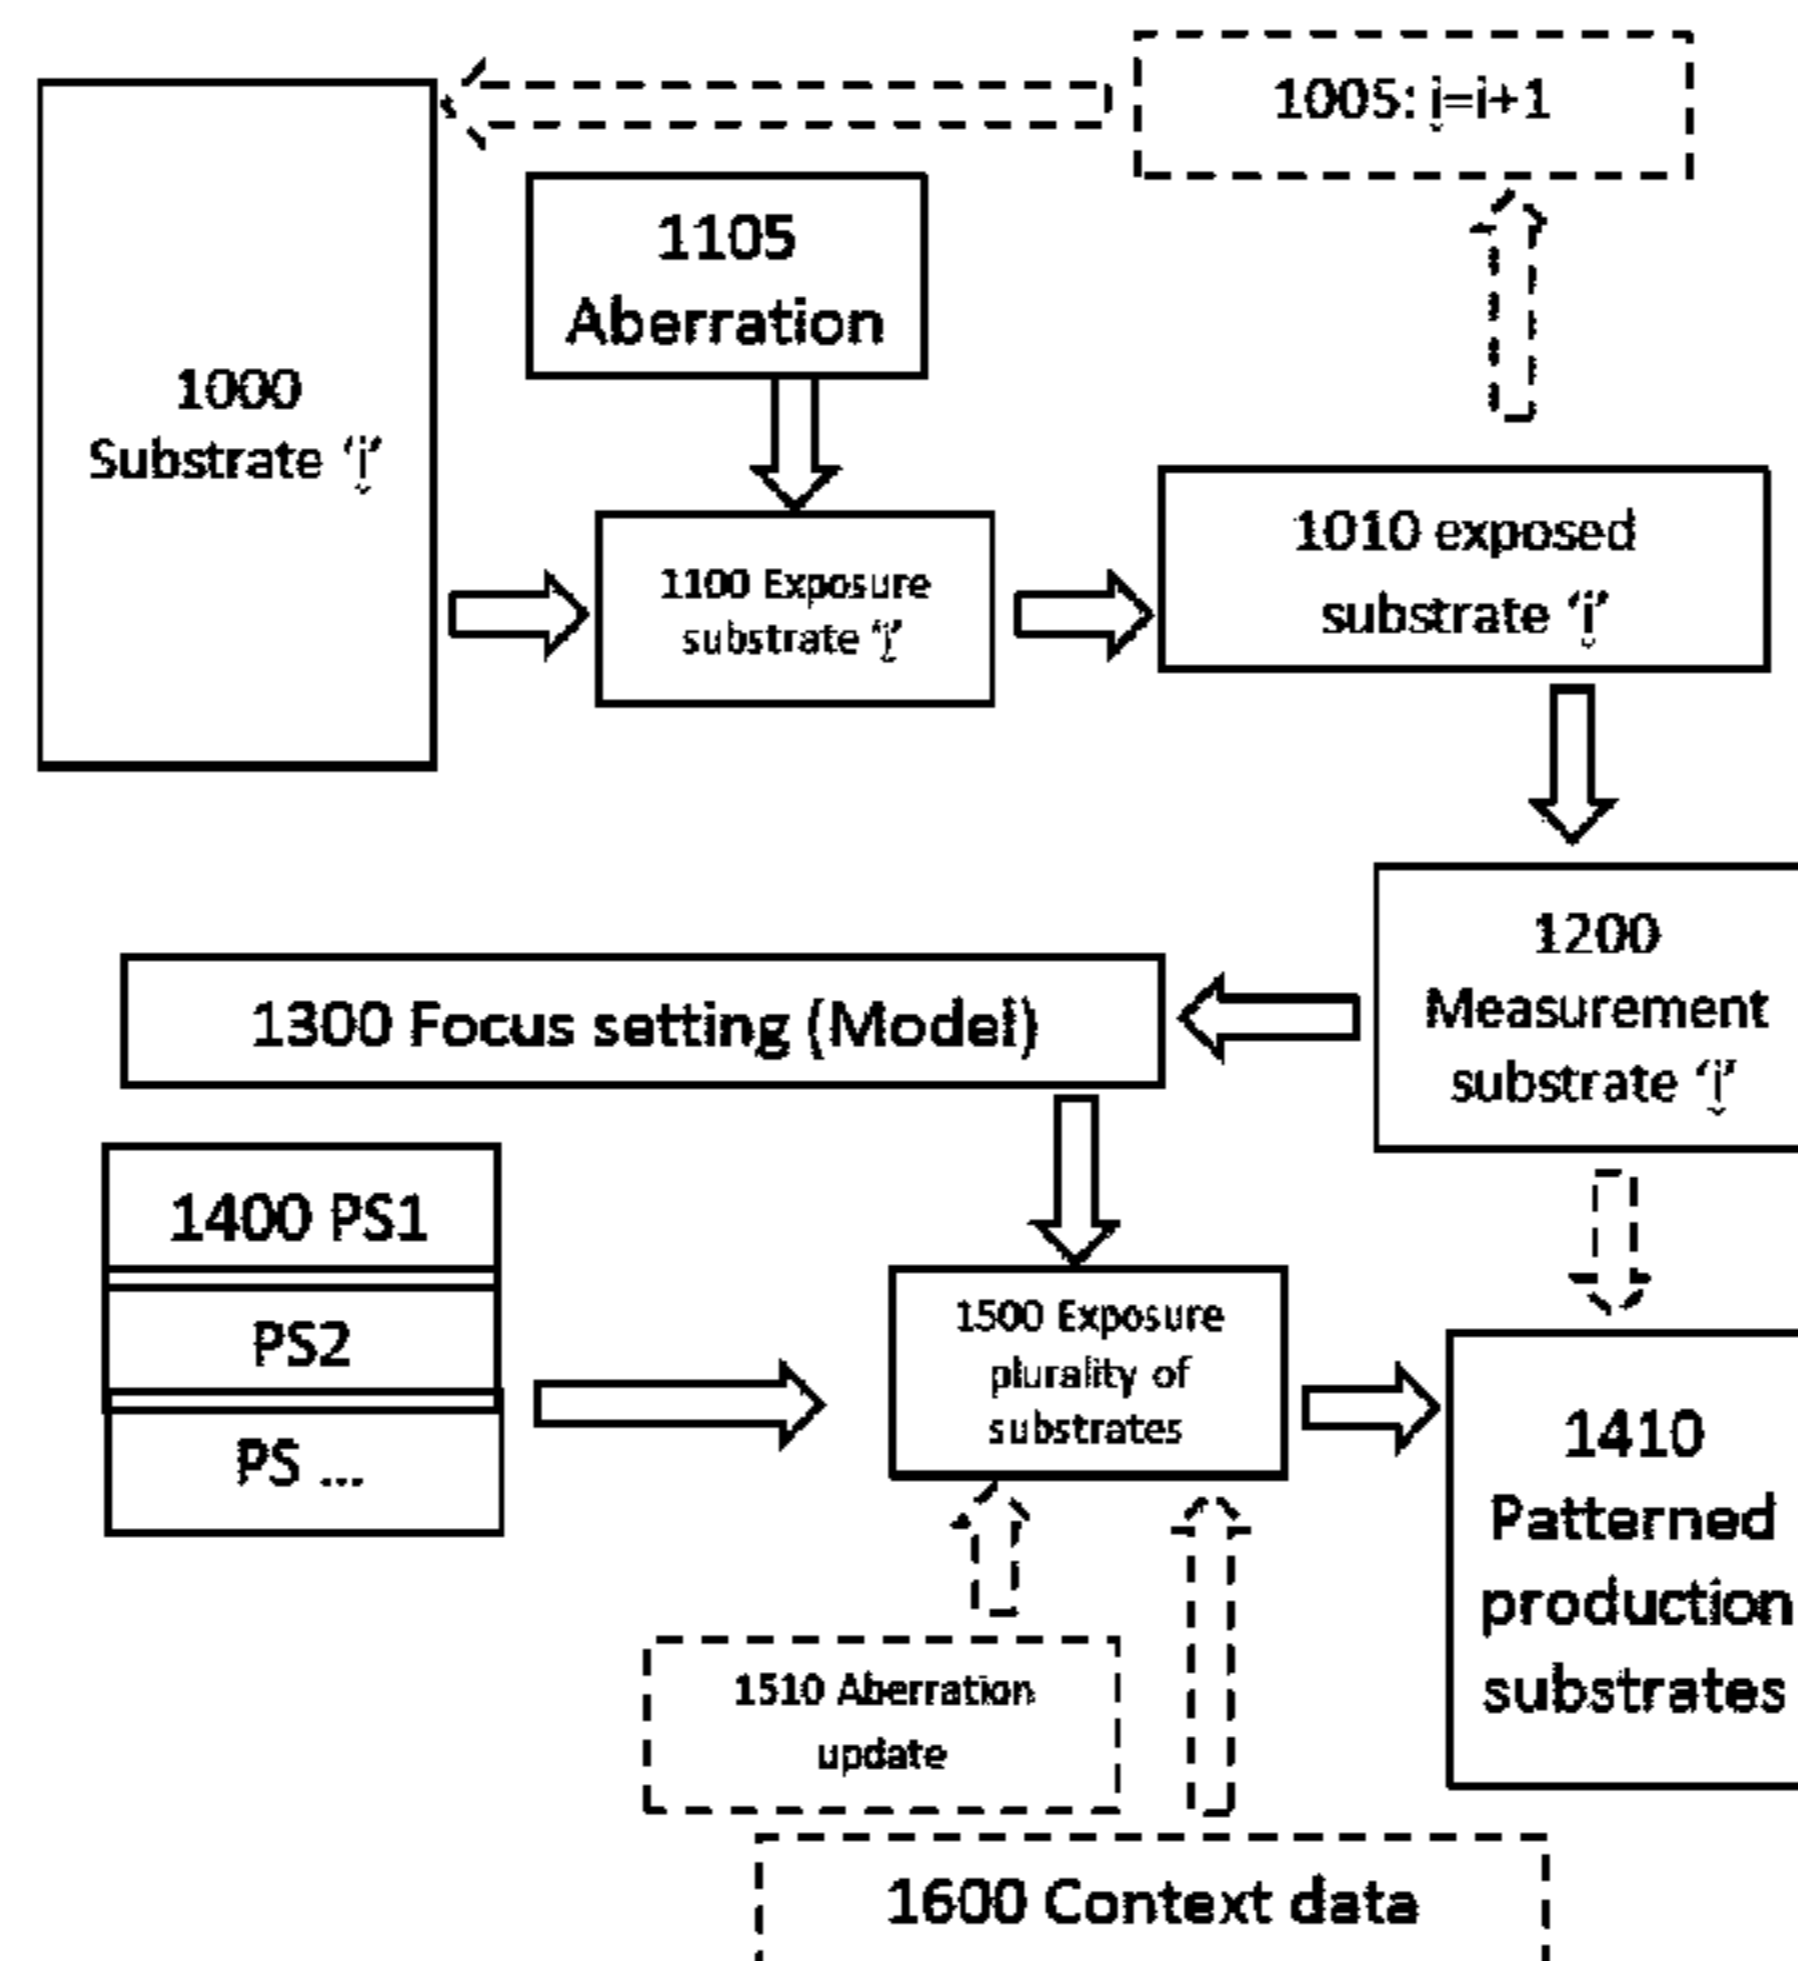 1005: i=i+1
1105
Aberration
1000
Substrate ‘i’
1100 Exposure
substrate ‘i’
1010 exposed
substrate ‘i’
1200
Measurement
substrate ‘i’
1300 Focus setting (Model)
1400 PS1
PS2
PS ...
1500 Exposure
plurality of
substrates
1410
Patterned
production
substrates
1510 Aberration
update
1600 Context data